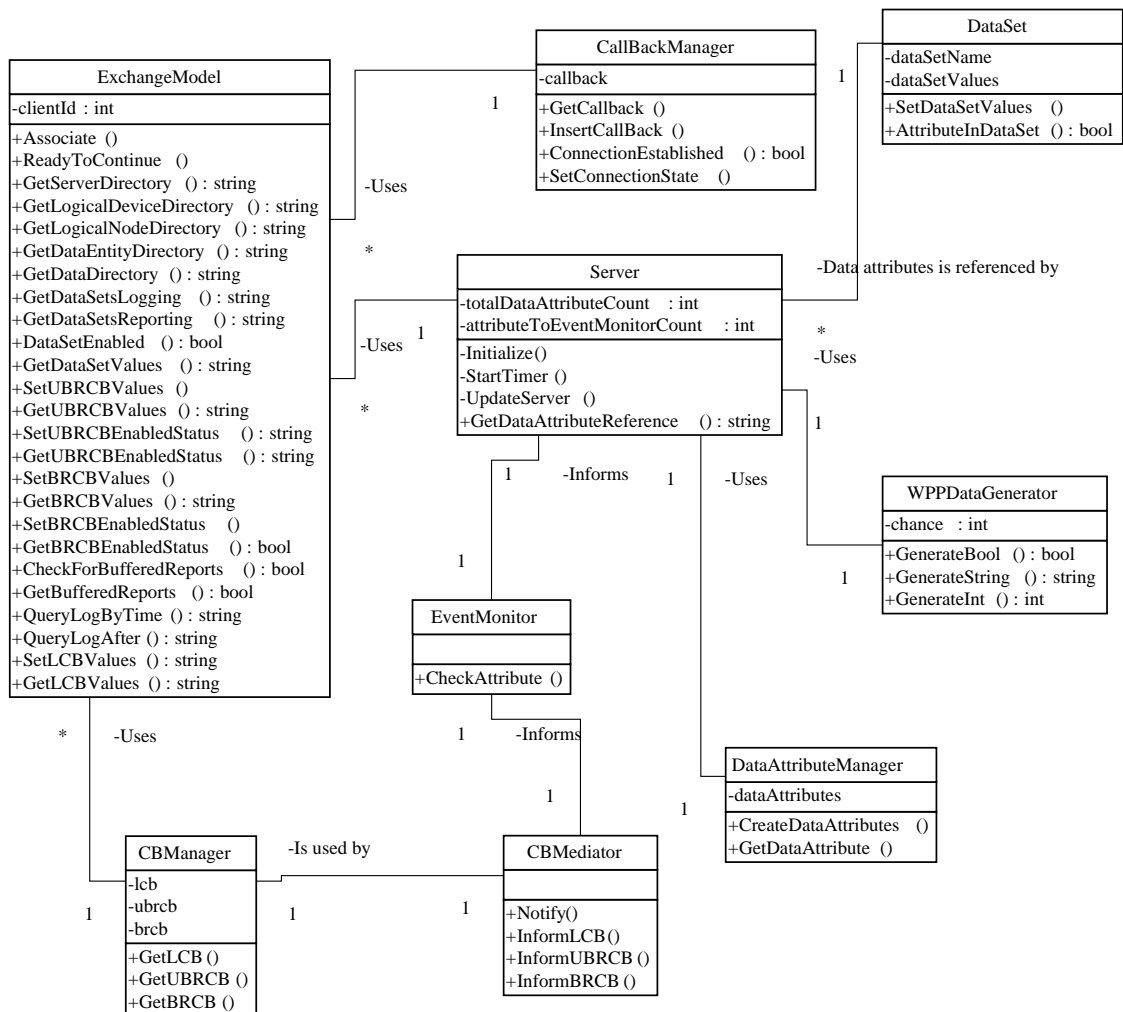 ExchangeModel
-clientId : int
+Associate ()
+ReadyToContinue ()
+GetServerDirectory () : string
+GetLogicalDeviceDirectory () : string
+GetLogicalNodeDirectory () : string
+GetDataEntityDirectory () : string
+GetDataDirectory () : string
+GetDataSetsLogging () : string
+GetDataSetsReporting () : string
+DataSetEnabled () : bool
+GetDataSetValues () : string
+SetUBRCBValues ()
+GetUBRCBValues () : string
+SetUBRCBEnabledStatus () : string
+GetUBRCBEnabledStatus () : string
+SetBRCBValues ()
+GetBRCBValues () : string
+SetBRCBEnabledStatus ()
+GetBRCBEnabledStatus () : bool
+CheckForBufferedReports () : bool
+GetBufferedReports () : bool
+QueryLogByTime () : string
+QueryLogAfter () : string
+SetLCBValues () : string
+GetLCBValues () : string
CallBackManager
-callback
+GetCallback ()
+InsertCallBack ()
+ConnectionEstablished () : bool
+SetConnectionState ()
1
-Uses
*
DataSet
-dataSetName
-dataSetValues
+SetDataSetValues ()
+AttributeInDataSet () : bool
1
-Data attributes is referenced by
*
Server
-totalDataAttributeCount : int
-attributeToEventMonitorCount : int
-Initialize()
-StartTimer ()
-UpdateServer ()
+GetDataAttributeReference () : string
1
-Uses
*
-Uses
1
1
WPPDataGenerator
-chance : int
+GenerateBool () : bool
+GenerateString () : string
+GenerateInt () : int
1
-Informs
1
1
-Uses
1
EventMonitor
+CheckAttribute ()
1
-Informs
1
DataAttributeManager
-dataAttributes
+CreateDataAttributes ()
+GetDataAttribute ()
*
-Uses
1
CBManager
-lcb
-ubrcb
-brcb
+GetLCB ()
+GetUBRCB ()
+GetBRCB ()
-Is used by
1
1
CBMediator
+Notify()
+InformLCB ()
+InformUBRCB ()
+InformBRCB ()